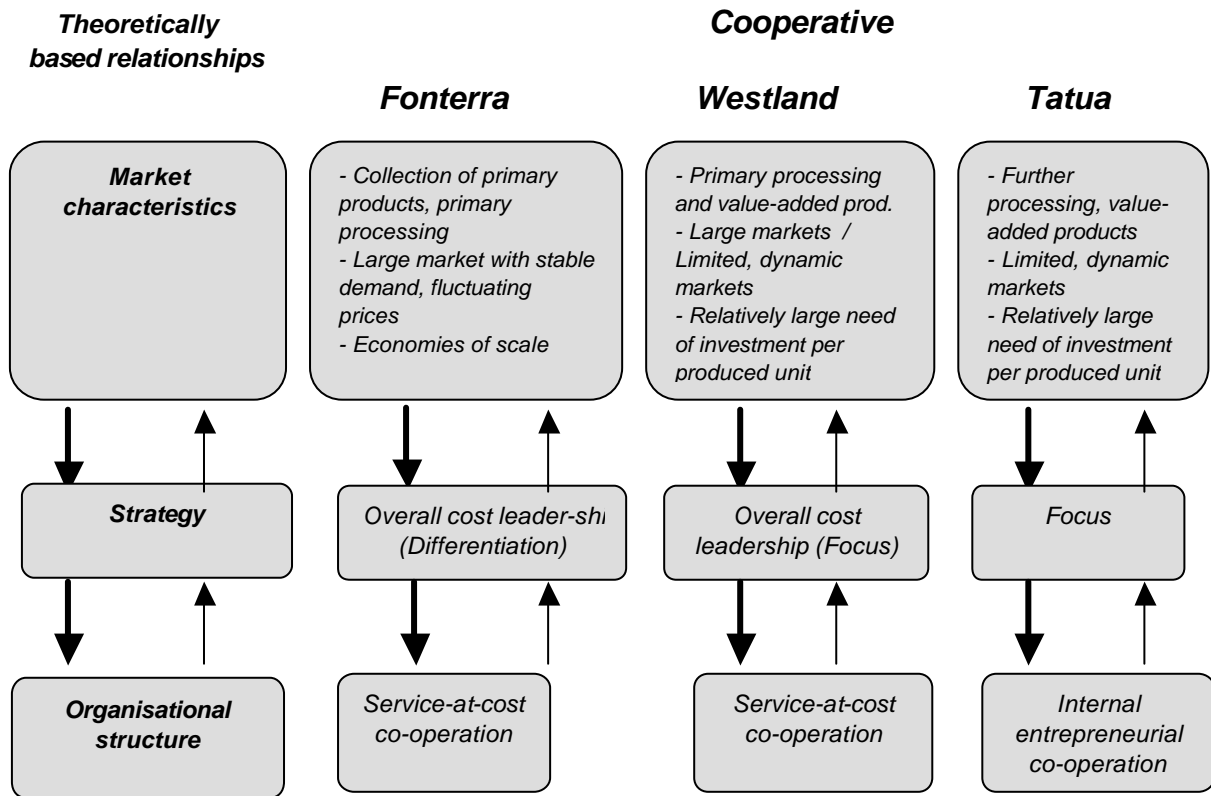 Theoretically
based relationships
Cooperative
Fonterra
Westland
Tatua
Market
characteristics
- Collection of primary
products, primary
processing
- Large market with stable
demand, fluctuating
prices
- Economies of scale
- Primary processing
and value-added prod.
- Large markets /
Limited, dynamic
markets
- Relatively large need
of investment per
produced unit
- Further
processing, value-
added products
- Limited, dynamic
markets
- Relatively large
need of investment
per produced unit
Strategy
Overall cost leader-shi
(Differentiation)
Overall cost
leadership (Focus)
Focus
Organisational
structure
Service-at-cost
co-operation
Service-at-cost
co-operation
Internal
entrepreneurial
co-operation